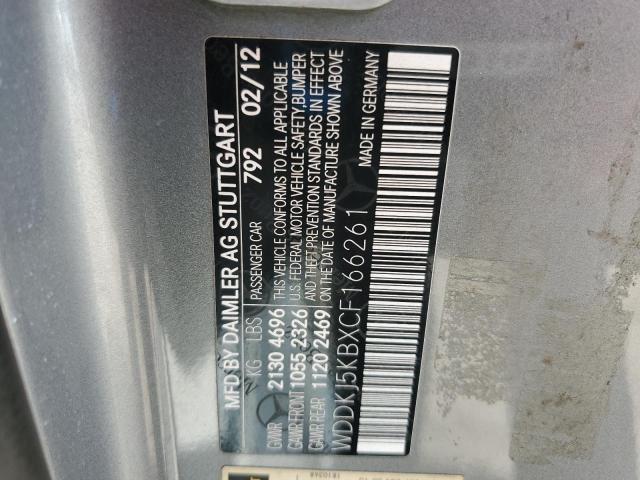 MFD BY DAIMLER AG STUTTGART
KG LBS PASSENGER CAR 792 02/12
GVWR 2130 4696 THIS VEHICLE CONFORMS TO ALL APPLICABLE
GAWR FRONT 1055 2326 U.S. FEDERAL MOTOR VEHICLE SAFETY,BUMPER
GAWR REAR 1120 2469 AND THEFT PREVENTION STANDARDS IN EFFECT
ON THE DATE OF MANUFACTURE SHOWN ABOVE
WDDKJ5KBXCF166261 MADE IN GERMANY